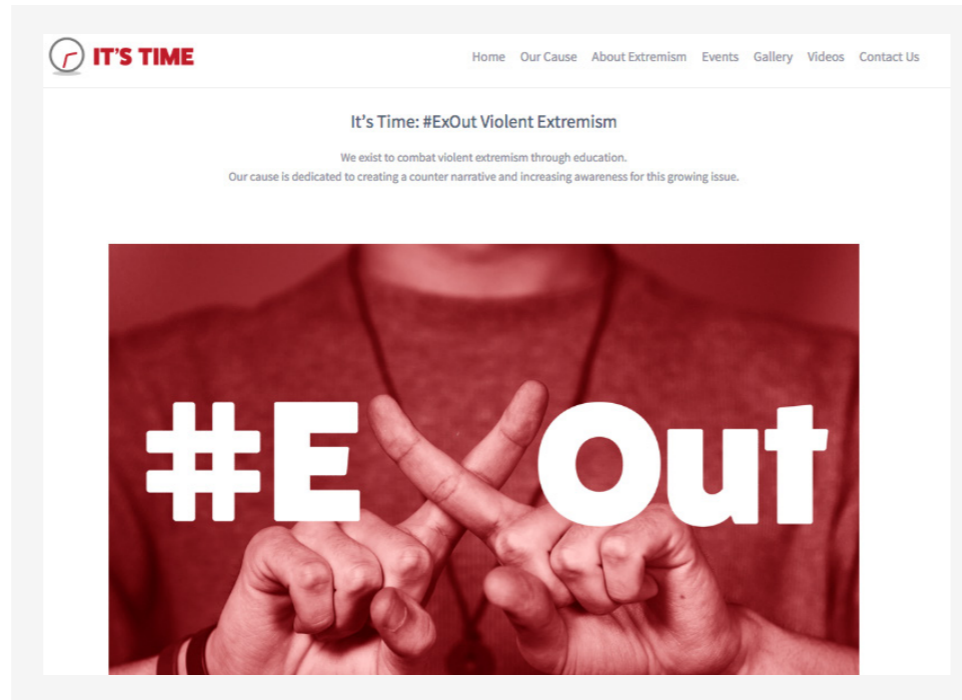 IT'S TIME
Home Our Cause About Extremism Events Gallery Videos Contact Us
It's Time: #ExOut Violent Extremism
We exist to combat violent extremism through education.
Our cause is dedicated to creating a counter narrative and increasing awareness for this growing issue.
#ExOut